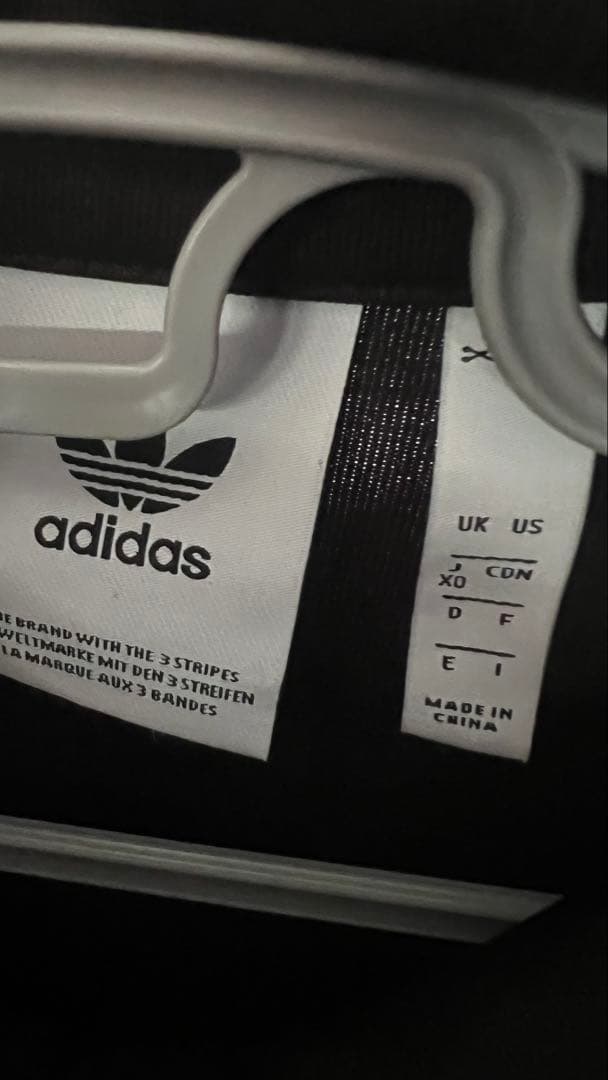 adidas
E BRAND WITH THE 3 STRIPES
WELTMARKE MIT DEN 3 STREIFEN
LA MARQUE AUX 3 BANDES
UK US
J XO CDN
D F
E I
MADE IN
CHINA